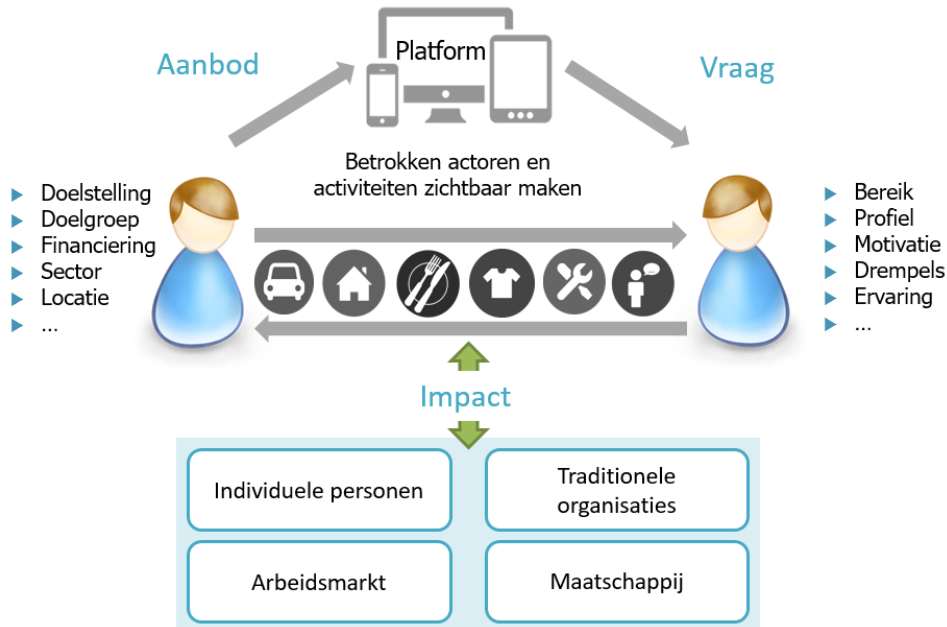 Aanbod
Platform
Vraag
Betrokken actoren en
activiteiten zichtbaar maken
Doelstelling
Doelgroep
Financiering
Sector
Locatie
...
Bereik
Profiel
Motivatie
Drempels
Ervaring
...
Impact
Individuele personen
Traditionele
organisaties
Arbeidsmarkt
Maatschappij